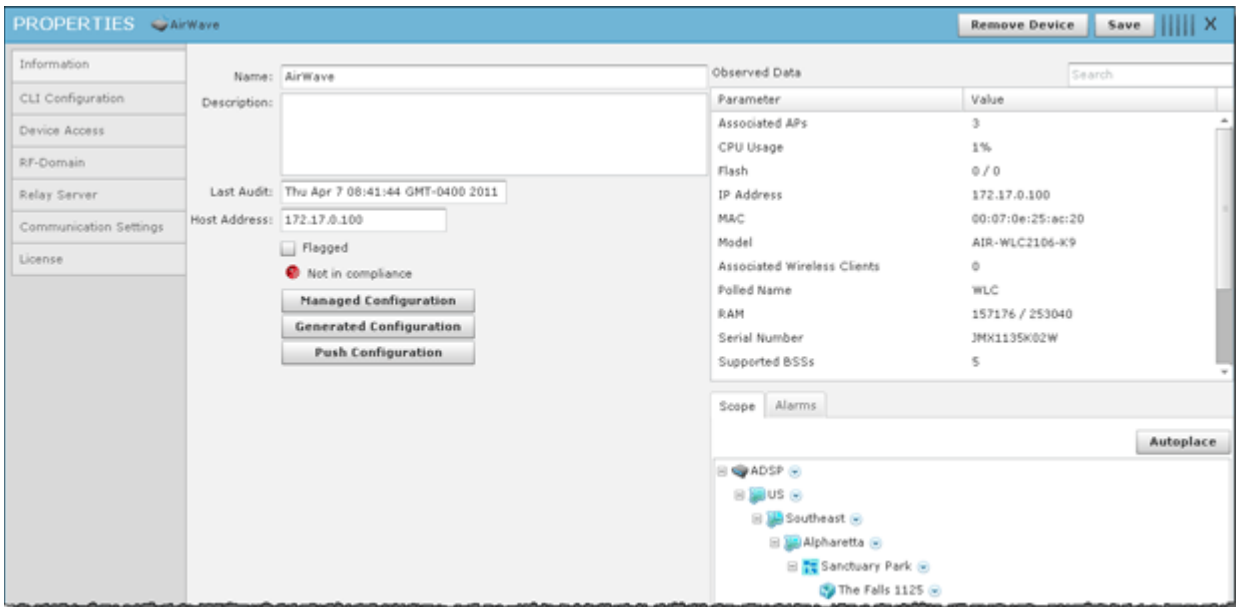 PROPERTIES AirWave Remove Device Save X
Information
CLI Configuration
Device Access
RF-Domain
Relay Server
Communication Settings
License
Name: AirWave
Description:
Last Audit: Thu Apr 7 08:41:44 GMT-0400 2011
Host Address: 172.17.0.100
Flagged
Not in compliance
Managed Configuration
Generated Configuration
Push Configuration
Observed Data Search
Parameter Value
Associated APs 3
CPU Usage 1%
Flash 0 / 0
IP Address 172.17.0.100
MAC 00:07:0e:25:ac:20
Model AIR-WLC2106-K9
Associated Wireless Clients 0
Polled Name WLC
RAM 157176 / 253040
Serial Number JMX1135K02W
Supported BSSs 5
Scope Alarms
Autoplace
ADSP
US
Southeast
Alpharetta
Sanctuary Park
The Falls 1125